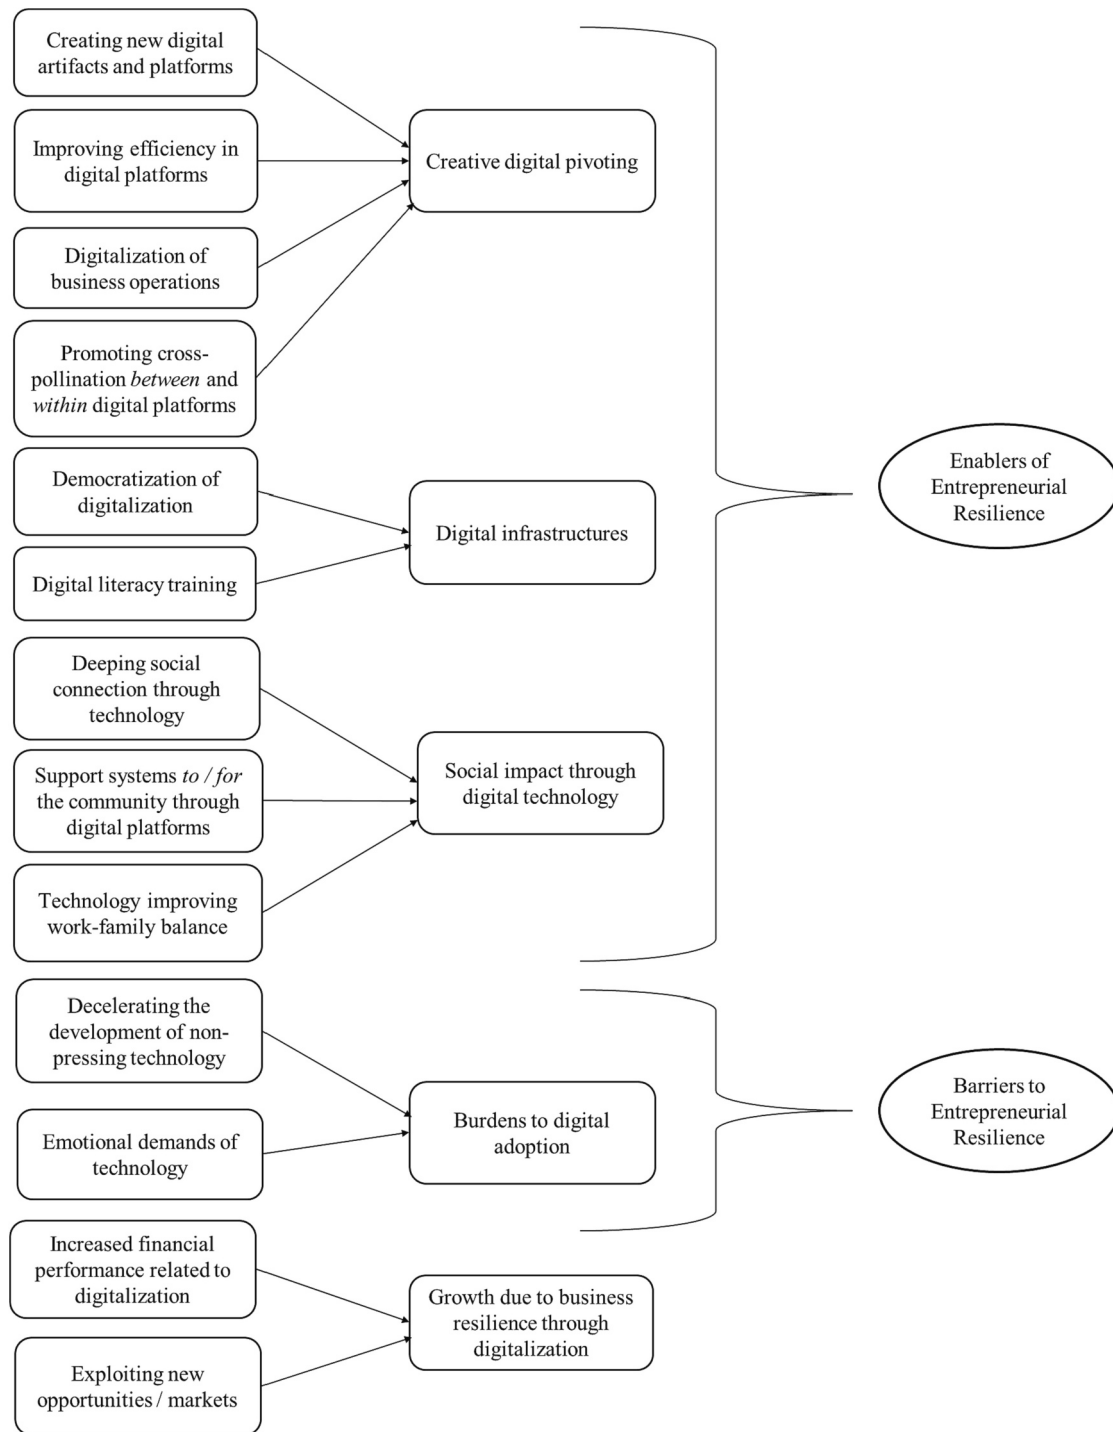 Creating new digital
artifacts and platforms
Improving efficiency in
digital platforms
Creative digital pivoting
Digitalization of
business operations
Promoting cross-
pollination between and
within digital platforms
Democratization of
digitalization
Digital infrastructures
Digital literacy training
Enablers of
Entrepreneurial
Resilience
Deeping social
connection through
technology
Support systems to / for
the community through
digital platforms
Social impact through
digital technology
Technology improving
work-family balance
Decelerating the
development of non-
pressing technology
Emotional demands of
technology
Burdens to digital
adoption
Barriers to
Entrepreneurial
Resilience
Increased financial
performance related to
digitalization
Growth due to business
resilience through
digitalization
Exploiting new
opportunities / markets